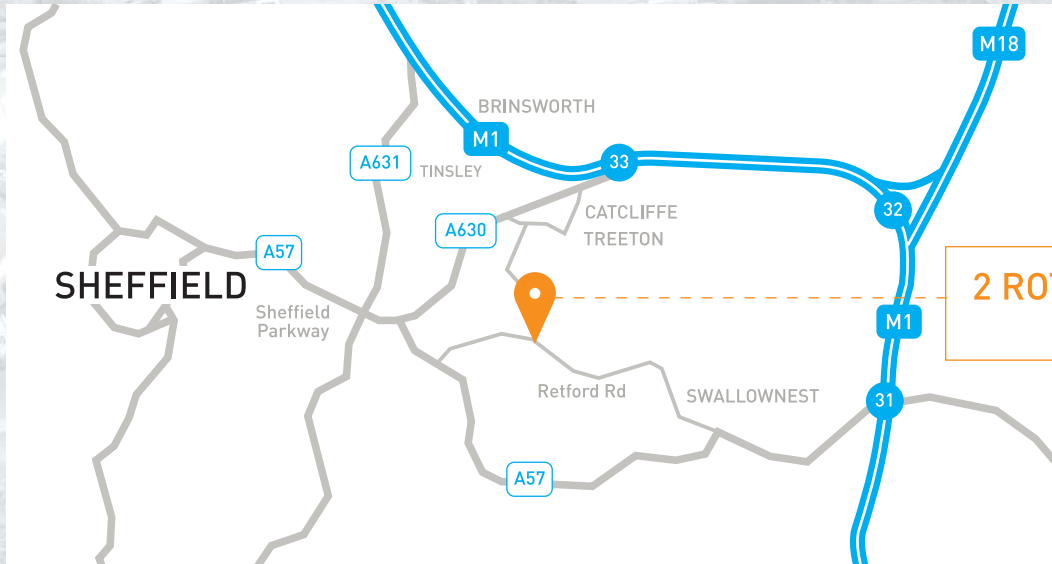 M18
BRINSWORTH
M1
A631
TINSLEY
33
CATCLIFFE
TREETON
32
A630
A57
SHEFFIELD
Sheffield
Parkway
2 RO
M1
Retford Rd
SWALLOWNEST
31
A57